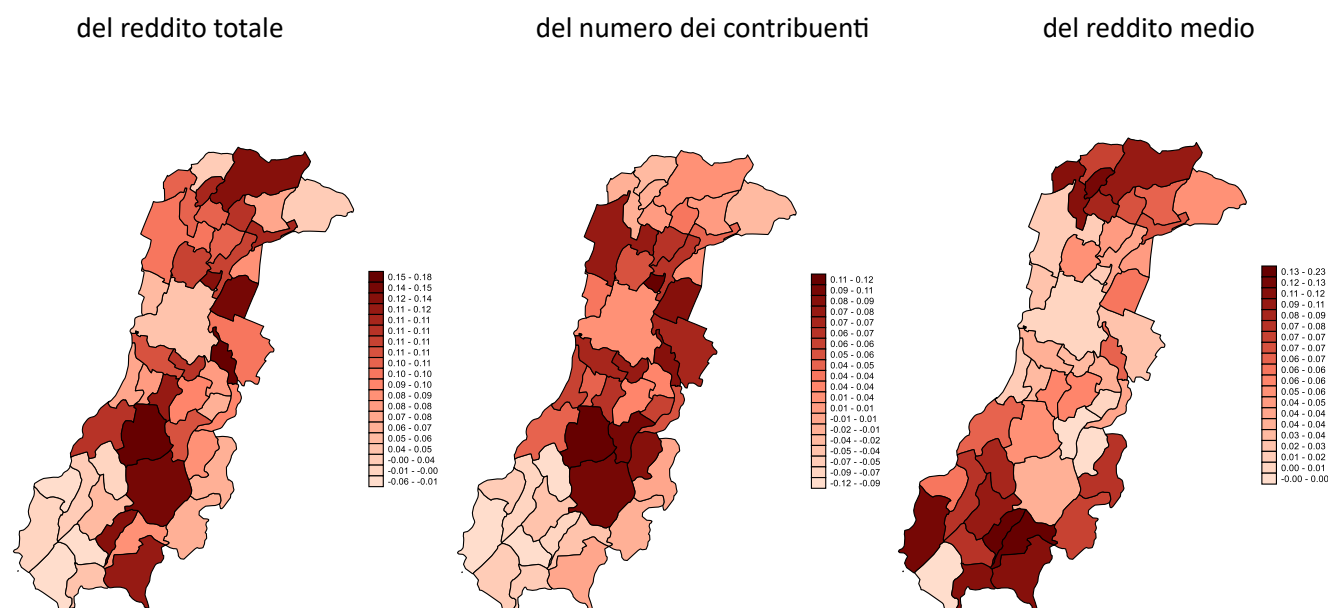 del reddito totale
del numero dei contribuenti
del reddito medio
0.15 - 0.18
0.14 - 0.15
0.12 - 0.14
0.11 - 0.12
0.11 - 0.11
0.11 - 0.11
0.11 - 0.11
0.11 - 0.11
0.10 - 0.11
0.10 - 0.10
0.09 - 0.10
0.08 - 0.09
0.08 - 0.08
0.07 - 0.08
0.06 - 0.07
0.05 - 0.06
0.04 - 0.05
-0.00 - 0.04
-0.01 - -0.00
-0.06 - -0.01
0.11 - 0.12
0.09 - 0.11
0.08 - 0.09
0.07 - 0.08
0.07 - 0.07
0.06 - 0.07
0.06 - 0.06
0.05 - 0.06
0.04 - 0.05
0.04 - 0.04
0.01 - 0.04
0.01 - 0.01
-0.01 - 0.01
-0.02 - -0.01
-0.04 - -0.02
-0.05 - -0.04
-0.07 - -0.05
-0.09 - -0.07
-0.12 - -0.09
0.13 - 0.23
0.12 - 0.13
0.11 - 0.12
0.09 - 0.11
0.08 - 0.09
0.07 - 0.08
0.07 - 0.07
0.06 - 0.07
0.06 - 0.06
0.05 - 0.06
0.04 - 0.05
0.04 - 0.04
0.03 - 0.04
0.02 - 0.03
0.01 - 0.02
0.00 - 0.01
-0.00 - 0.00